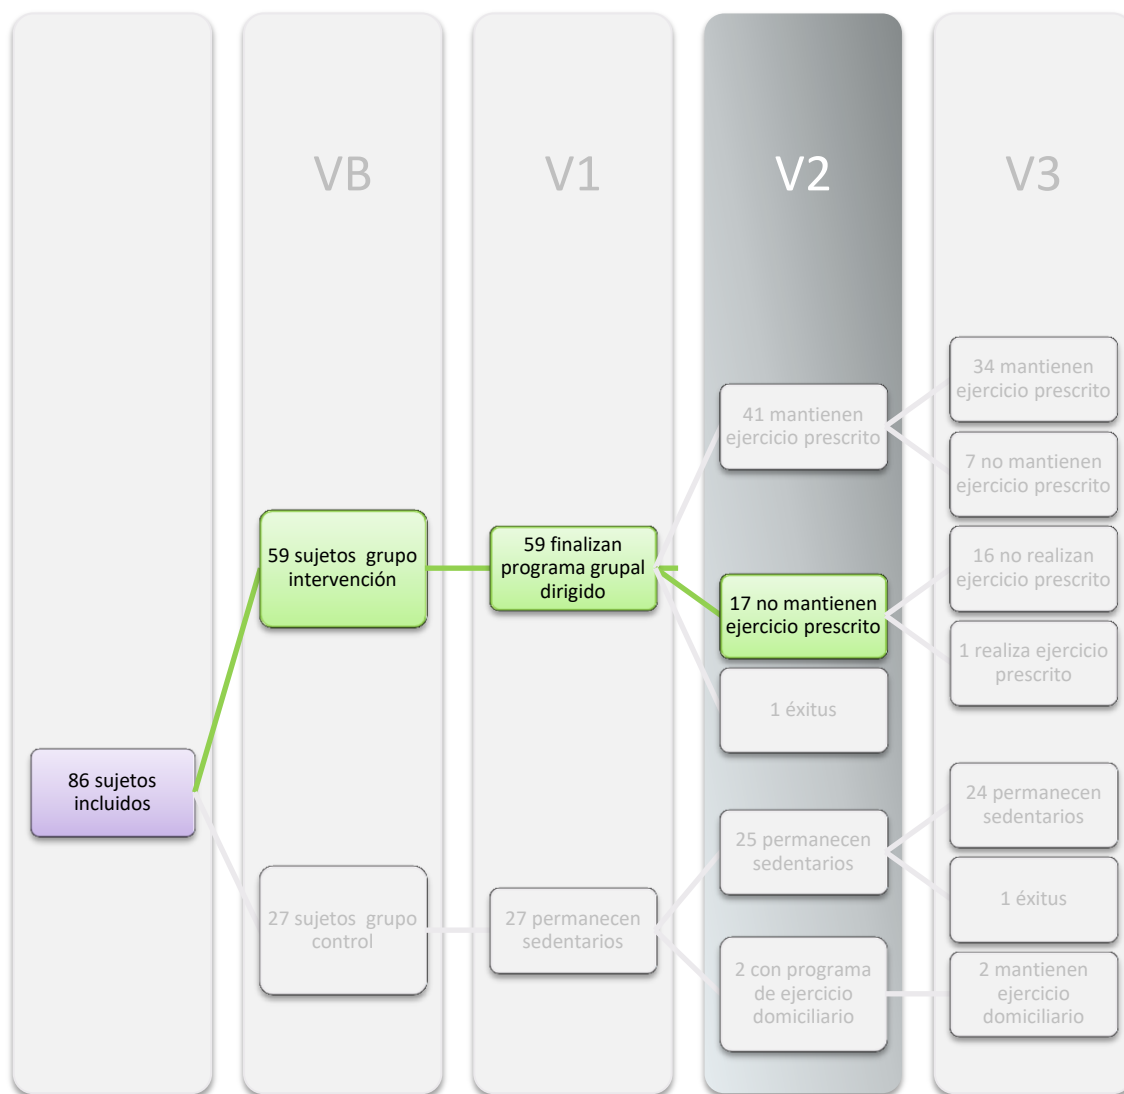 VB
V1
V2
V3
86 sujetos
incluidos
59 sujetos  grupo
intervención
27 sujetos  grupo
control
59 finalizan
programa grupal
dirigido
27 permanecen
sedentarios
41 mantienen
ejercicio prescrito
17 no mantienen
ejercicio prescrito
1 éxitus
25 permanecen
sedentarios
2 con programa
de ejercicio
domiciliario
34 mantienen
ejercicio prescrito
7 no mantienen
ejercicio prescrito
16 no realizan
ejercicio prescrito
1 realiza ejercicio
prescrito
24 permanecen
sedentarios
1 éxitus
2 mantienen
ejercicio
domiciliario